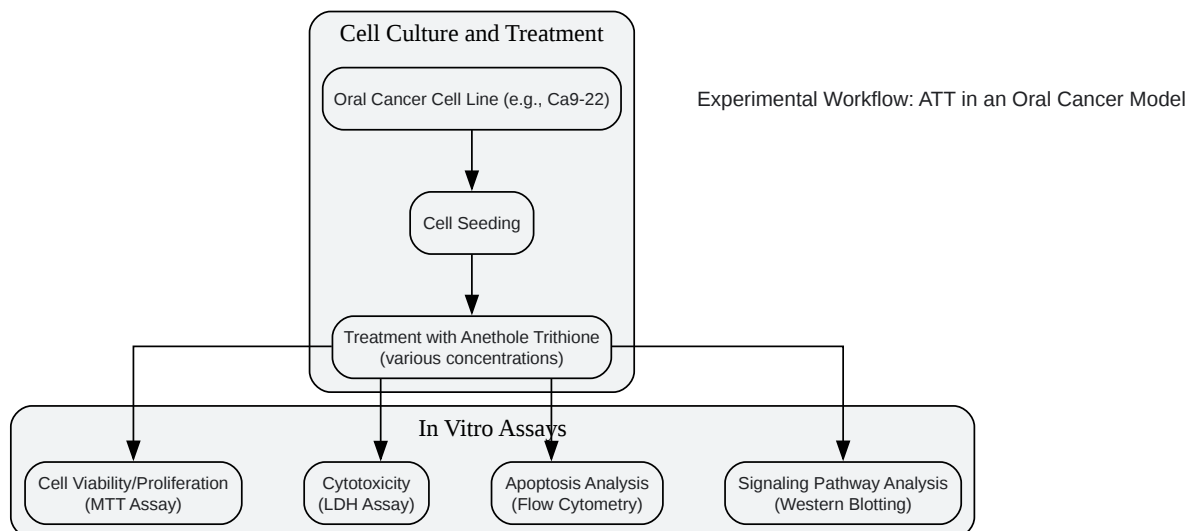 Cell Culture and Treatment
Oral Cancer Cell Line (e.g., Ca9-22)
Experimental Workflow: ATT in an Oral Cancer Model
Cell Seeding
Treatment with Anethole Trithione
(various concentrations)
In Vitro Assays
Cell Viability/Proliferation
(MTT Assay)
Cytotoxicity
(LDH Assay)
Apoptosis Analysis
(Flow Cytometry)
Signaling Pathway Analysis
(Western Blotting)